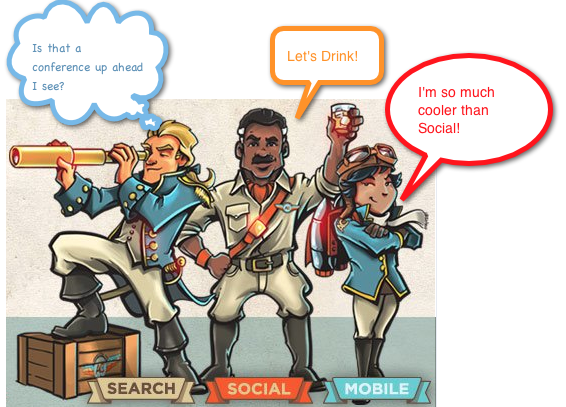 Is that a
conference up ahead
I see?
Let's Drink!
I'm so much
cooler than
Social!
SEARCH
SOCIAL
MOBILE